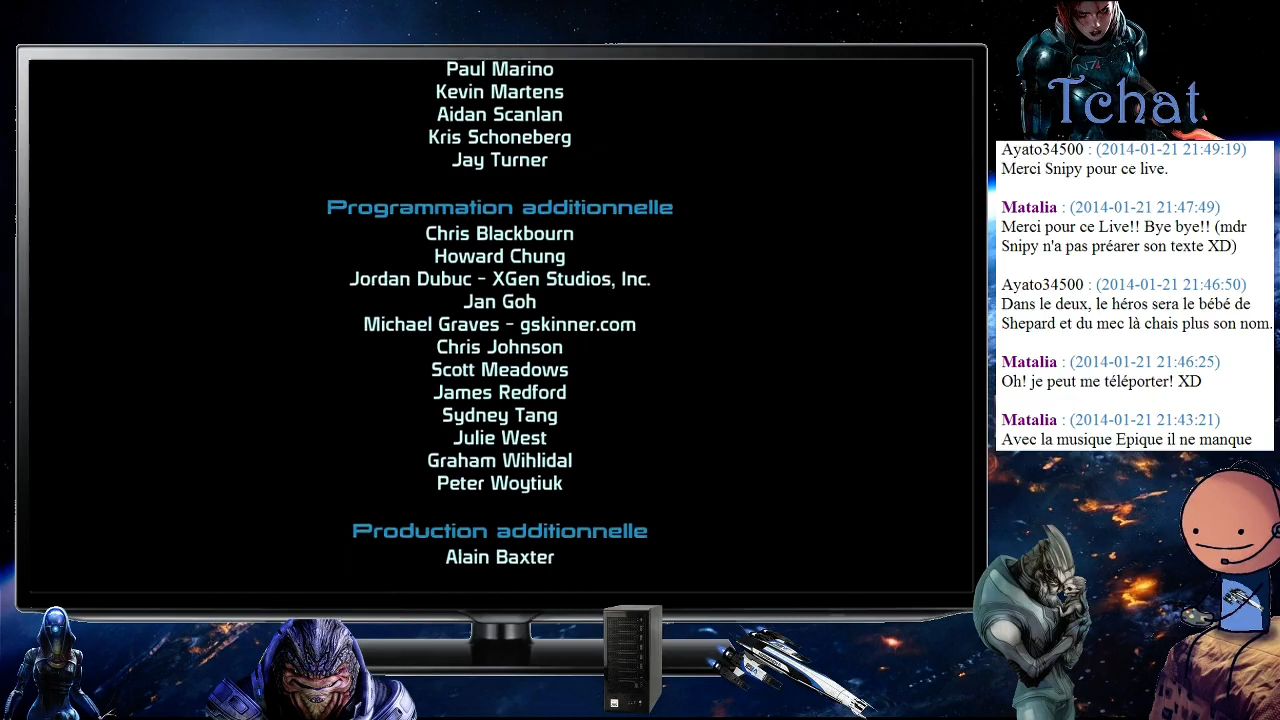 Paul Marino
Kevin Martens
Aidan Scanlan
Kris Schoneberg
Jay Turner
Programmation additionnelle
Chris Blackbourn
Howard Chung
Jordan Dubuc - XGen Studios, Inc.
Jan Goh
Michael Graves - gskinner.com
Chris Johnson
Scott Meadows
James Redford
Sydney Tang
Julie West
Graham Wihlidal
Peter Woytiuk
Production additionnelle
Alain Baxter
N7
Tchat
Ayato34500 : (2014-01-21 21:49:19)
Merci Snipy pour ce live.
Matalia : (2014-01-21 21:47:49)
Merci pour ce Live!! Bye bye!! (mdr
Snipy n'a pas préarer son texte XD)
Ayato34500 : (2014-01-21 21:46:50)
Dans le deux, le héros sera le bébé de
Shepard et du mec là chais plus son nom.
Matalia : (2014-01-21 21:46:25)
Oh! je peut me téléporter! XD
Matalia : (2014-01-21 21:43:21)
Avec la musique Epique il ne manque